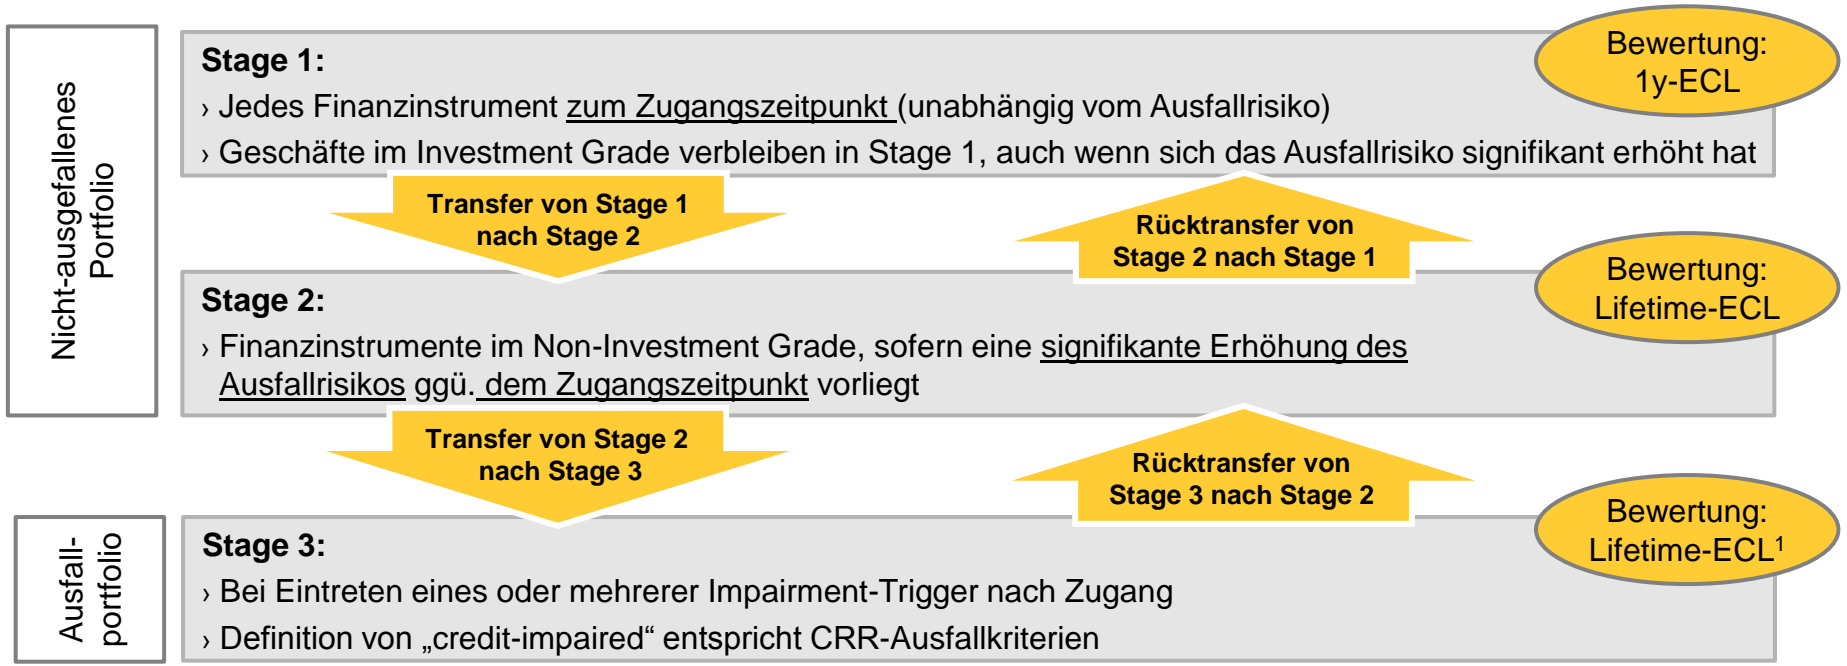 Nicht-ausgefallenes
Portfolio
Stage 1:
› Jedes Finanzinstrument zum Zugangszeitpunkt (unabhängig vom Ausfallrisiko)
› Geschäfte im Investment Grade verbleiben in Stage 1, auch wenn sich das Ausfallrisiko signifikant erhöht hat
Bewertung:
1y-ECL
Transfer von Stage 1
nach Stage 2
Rücktransfer von
Stage 2 nach Stage 1
Stage 2:
› Finanzinstrumente im Non-Investment Grade, sofern eine signifikante Erhöhung des
Ausfallrisikos ggü. dem Zugangszeitpunkt vorliegt
Bewertung:
Lifetime-ECL
Transfer von Stage 2
nach Stage 3
Rücktransfer von
Stage 3 nach Stage 2
Ausfall-
portfolio
Stage 3:
› Bei Eintreten eines oder mehrerer Impairment-Trigger nach Zugang
› Definition von „credit-impaired“ entspricht CRR-Ausfallkriterien
Bewertung:
Lifetime-ECL¹